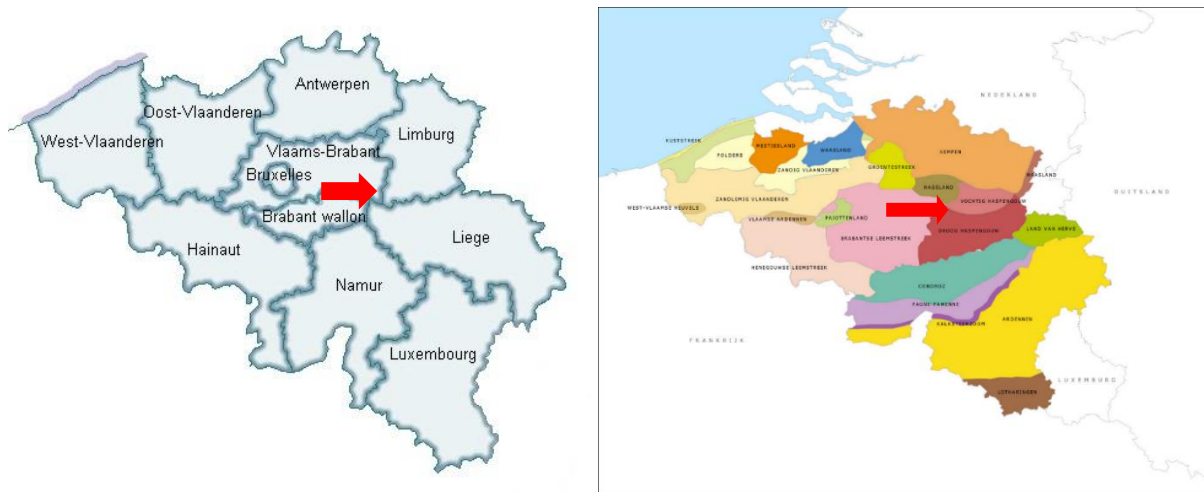 Antwerpen
Oost-Vlaanderen
West-Vlaanderen
Limburg
Vlaams-Brabant
Bruxelles
Brabant wallon
Hainaut
Liege
Namur
Luxembourg
NEDERLAND
KUSTSTREEK
POLDERS
MEETJESLAND
WAASLAND
KEMPEN
ZANDIG VLAANDEREN
GROENTESTREEK
MAASLAND
DUITSLAND
HAGELAND
ZANDLEMIG VLAANDEREN
VOCHTIG HASPENGOUW
WEST-VLAAMSE HEUVELS
VLAAMSE ARDENNEN
PAJOTTENLAND
DROOG HASPENGOUW
LAND VAN HERVE
BRABANTSE LEEMSTREEK
HENEGOUWSE LEEMSTREEK
CONDROZ
FAGNE-FAMENNE
KALKSTEENZOOM
ARDENNEN
FRANKRIJK
LUXEMBURG
LOTHARINGEN